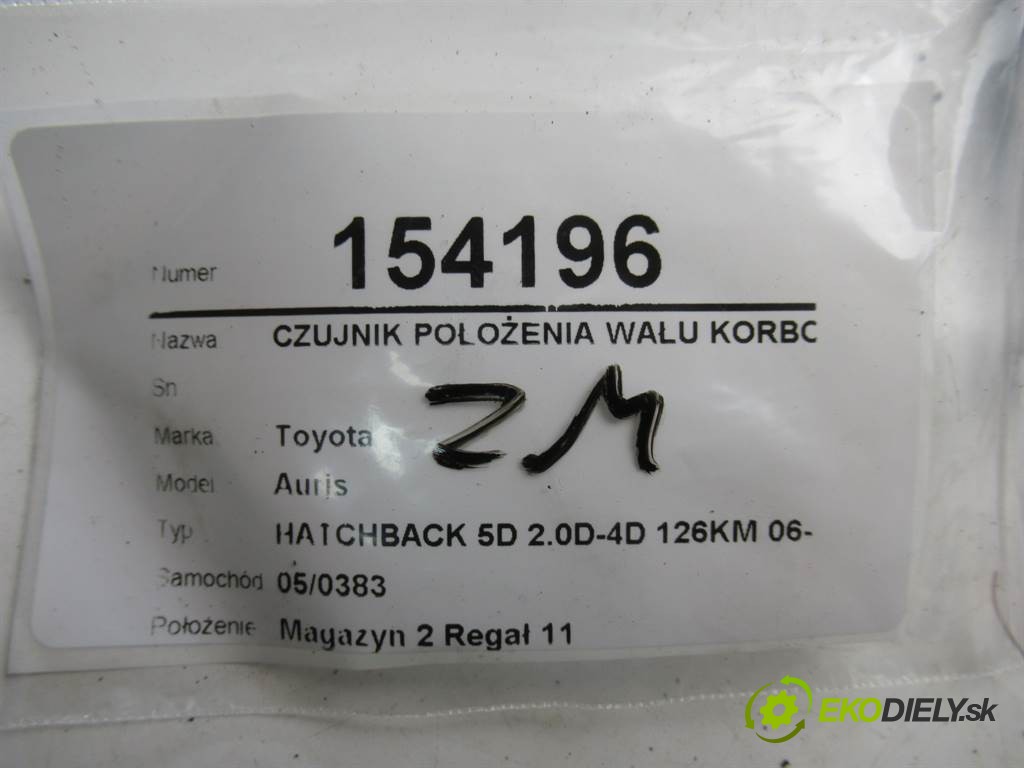 Numer 154196
Nazwa CZUJNIK POŁOŻENIA WAŁU KORBO
Sn
ZM
Marka Toyota
Model Auris
Typ HATCHBACK 5D 2.0D-4D 126KM 06-
Samochód 05/0383
Położenie Magazyn 2 Regał 11
EKODIELY.sk